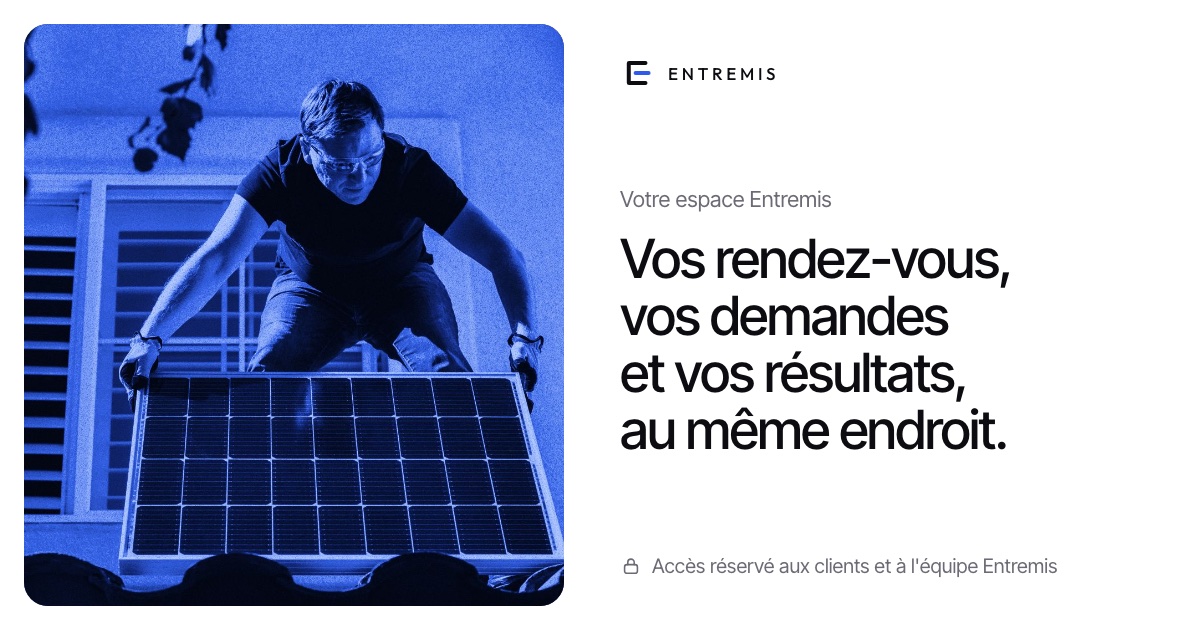 ENTREMIS
Votre espace Entremis
Vos rendez-vous,
vos demandes
et vos résultats,
au même endroit.
Accès réservé aux clients et à l'équipe Entremis